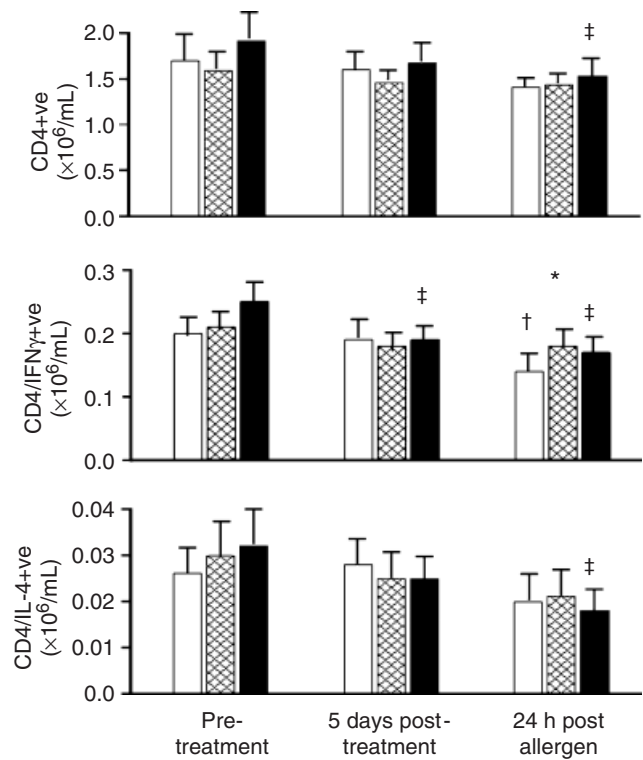 CD4+ve
(×10⁶/mL)
2.0
1.5
1.0
0.5
0.0
‡
CD4/IFNγ+ve
(×10⁶/mL)
0.3
0.2
0.1
0.0
‡
†
*
‡
CD4/IL-4+ve
(×10⁶/mL)
0.04
0.03
0.02
0.01
0.0
‡
Pre-
treatment
5 days post-
treatment
24 h post
allergen